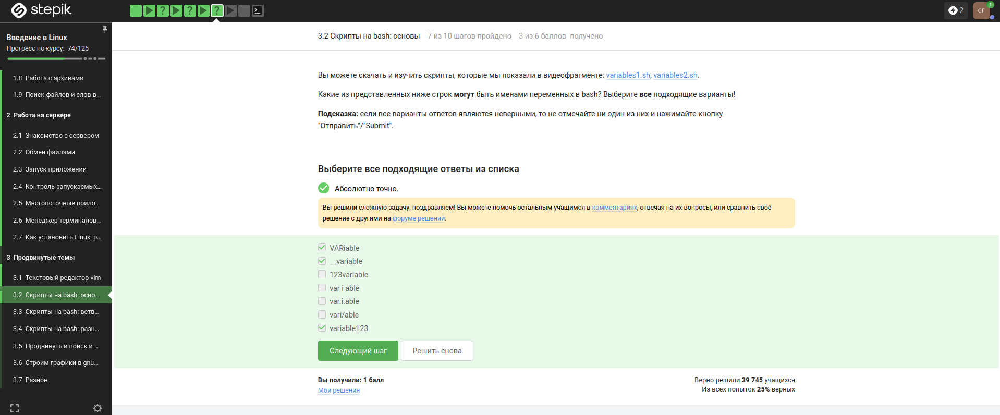 stepik
2
СГ
1
Введение в Linux
Прогресс по курсу: 74/125
1.8 Работа с архивами
1.9 Поиск файлов и слов в...
2 Работа на сервере
2.1 Знакомство с сервером
2.2 Обмен файлами
2.3 Запуск приложений
2.4 Контроль запускаемых...
2.5 Многопоточные прило...
2.6 Менеджер терминалов...
2.7 Как установить Linux: р...
3 Продвинутые темы
3.1 Текстовый редактор vim
3.2 Скрипты на bash: осно...
3.3 Скрипты на bash: ветв...
3.4 Скрипты на bash: разн...
3.5 Продвинутый поиск и ...
3.6 Строим графики в gnu...
3.7 Разное
3.2 Скрипты на bash: основы 7 из 10 шагов пройдено 3 из 6 баллов получено
Вы можете скачать и изучить скрипты, которые мы показали в видеофрагменте: variables1.sh, variables2.sh.
Какие из представленных ниже строк могут быть именами переменных в bash? Выберите все подходящие варианты!
Подсказка: если все варианты ответов являются неверными, то не отмечайте ни один из них и нажимайте кнопку
"Отправить"/"Submit".
Выберите все подходящие ответы из списка
Абсолютно точно.
Вы решили сложную задачу, поздравляем! Вы можете помочь остальным учащимся в комментариях, отвечая на их вопросы, или сравнить своё
решение с другими на форуме решений.
VARiable
__variable
123variable
var i able
var.i.able
vari/able
variable123
Следующий шаг Решить снова
Вы получили: 1 балл
Мои решения
Верно решили 39 745 учащихся
Из всех попыток 25% верных